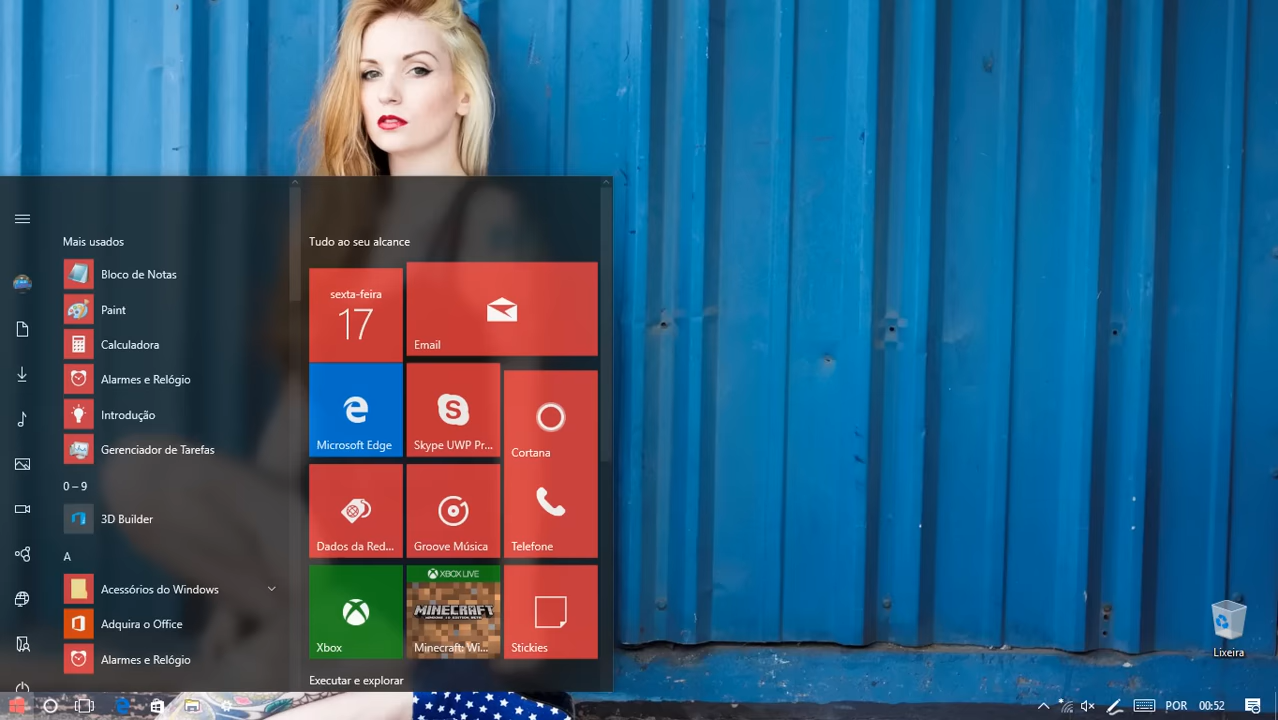 Mais usados
Bloco de Notas
Paint
Calculadora
Alarmes e Relógio
Introdução
Gerenciador de Tarefas
0 – 9
3D Builder
A
Acessórios do Windows
Adquira o Office
Alarmes e Relógio
Tudo ao seu alcance
sexta-feira
17
Email
Microsoft Edge
Skype UWP Pr...
Cortana
Dados da Red...
Groove Música
Telefone
XBOX LIVE
MINECRAFT
Xbox
Minecraft: Wi...
Stickies
Executar e explorar
Lixeira
POR
00:52